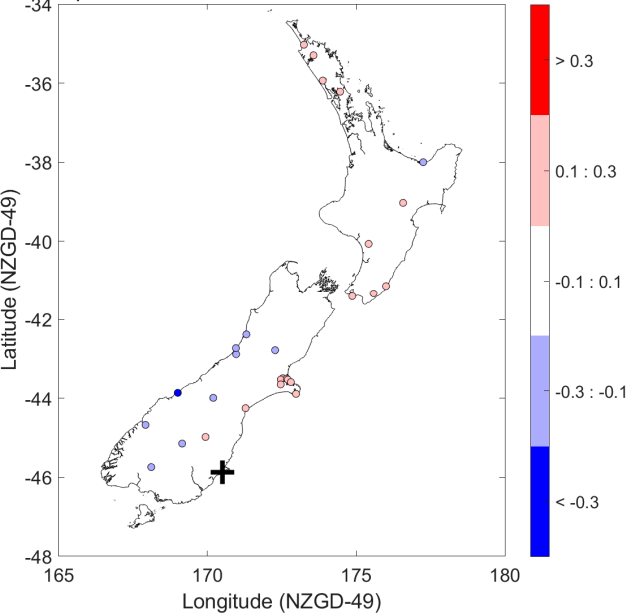 -34
-36
-38
-40
-42
-44
-46
-48
165
170
175
180
Latitude (NZGD-49)
Longitude (NZGD-49)
> 0.3
0.1 : 0.3
-0.1 : 0.1
-0.3 : -0.1
< -0.3